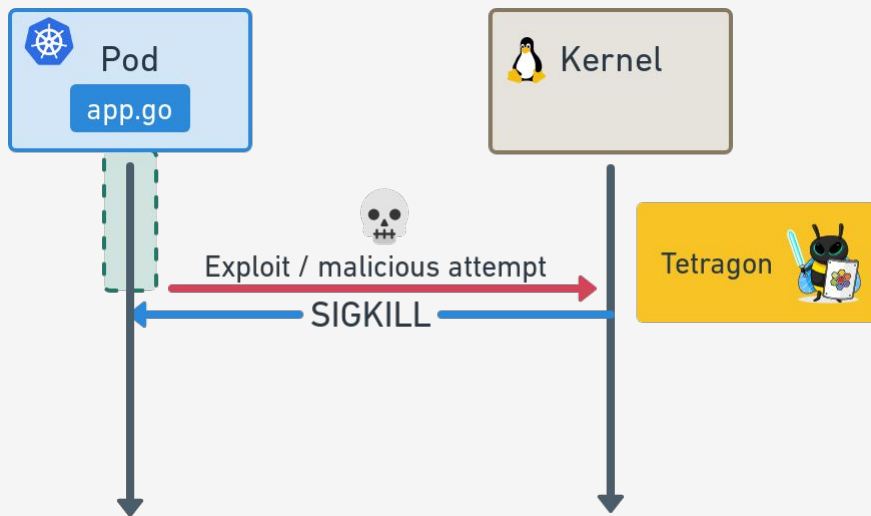 Pod
app.go
Kernel
Exploit / malicious attempt
SIGKILL
Tetragon